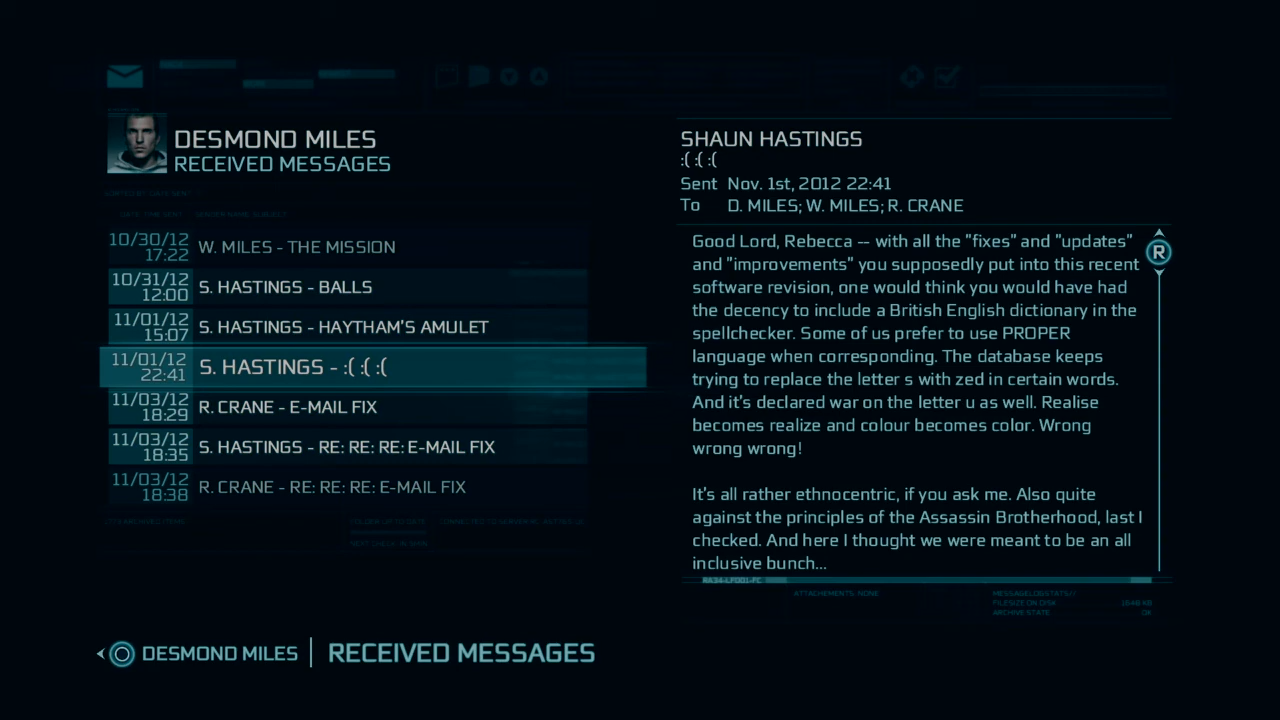 DESMOND MILES
RECEIVED MESSAGES
10/30/12
17:22
W. MILES - THE MISSION
10/31/12
12:00
S. HASTINGS - BALLS
11/01/12
15:07
S. HASTINGS - HAYTHAM'S AMULET
11/01/12
22:41
S. HASTINGS - :( :( :(
11/03/12
18:29
R. CRANE - E-MAIL FIX
11/03/12
18:35
S. HASTINGS - RE: RE: RE: E-MAIL FIX
11/03/12
18:38
R. CRANE - RE: RE: RE: E-MAIL FIX
SHAUN HASTINGS
:( :( :(
Sent Nov. 1st, 2012 22:41
To D. MILES; W. MILES; R. CRANE
Good Lord, Rebecca -- with all the "fixes" and "updates"
and "improvements" you supposedly put into this recent
software revision, one would think you would have had
the decency to include a British English dictionary in the
spellchecker. Some of us prefer to use PROPER
language when corresponding. The database keeps
trying to replace the letter s with zed in certain words.
And it's declared war on the letter u as well. Realise
becomes realize and colour becomes color. Wrong
wrong wrong!
It's all rather ethnocentric, if you ask me. Also quite
against the principles of the Assassin Brotherhood, last I
checked. And here I thought we were meant to be an all
inclusive bunch...
R
ATTACHEMENTS: NONE
MESSAGELOGSTATS//
FILESIZE ON DISK
ARCHIVE STATE
OK
DESMOND MILES | RECEIVED MESSAGES